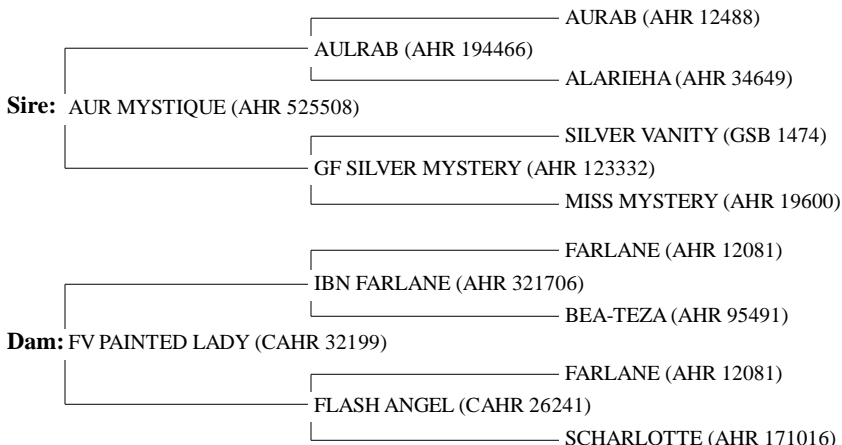 AURAB (AHR 12488)
AULRAB (AHR 194466)
ALARIEHA (AHR 34649)
Sire: AUR MYSTIQUE (AHR 525508)
SILVER VANITY (GSB 1474)
GF SILVER MYSTERY (AHR 123332)
MISS MYSTERY (AHR 19600)
FARLANE (AHR 12081)
IBN FARLANE (AHR 321706)
BEA-TEZA (AHR 95491)
Dam: FV PAINTED LADY (CAHR 32199)
FARLANE (AHR 12081)
FLASH ANGEL (CAHR 26241)
SCHARLOTTE (AHR 171016)